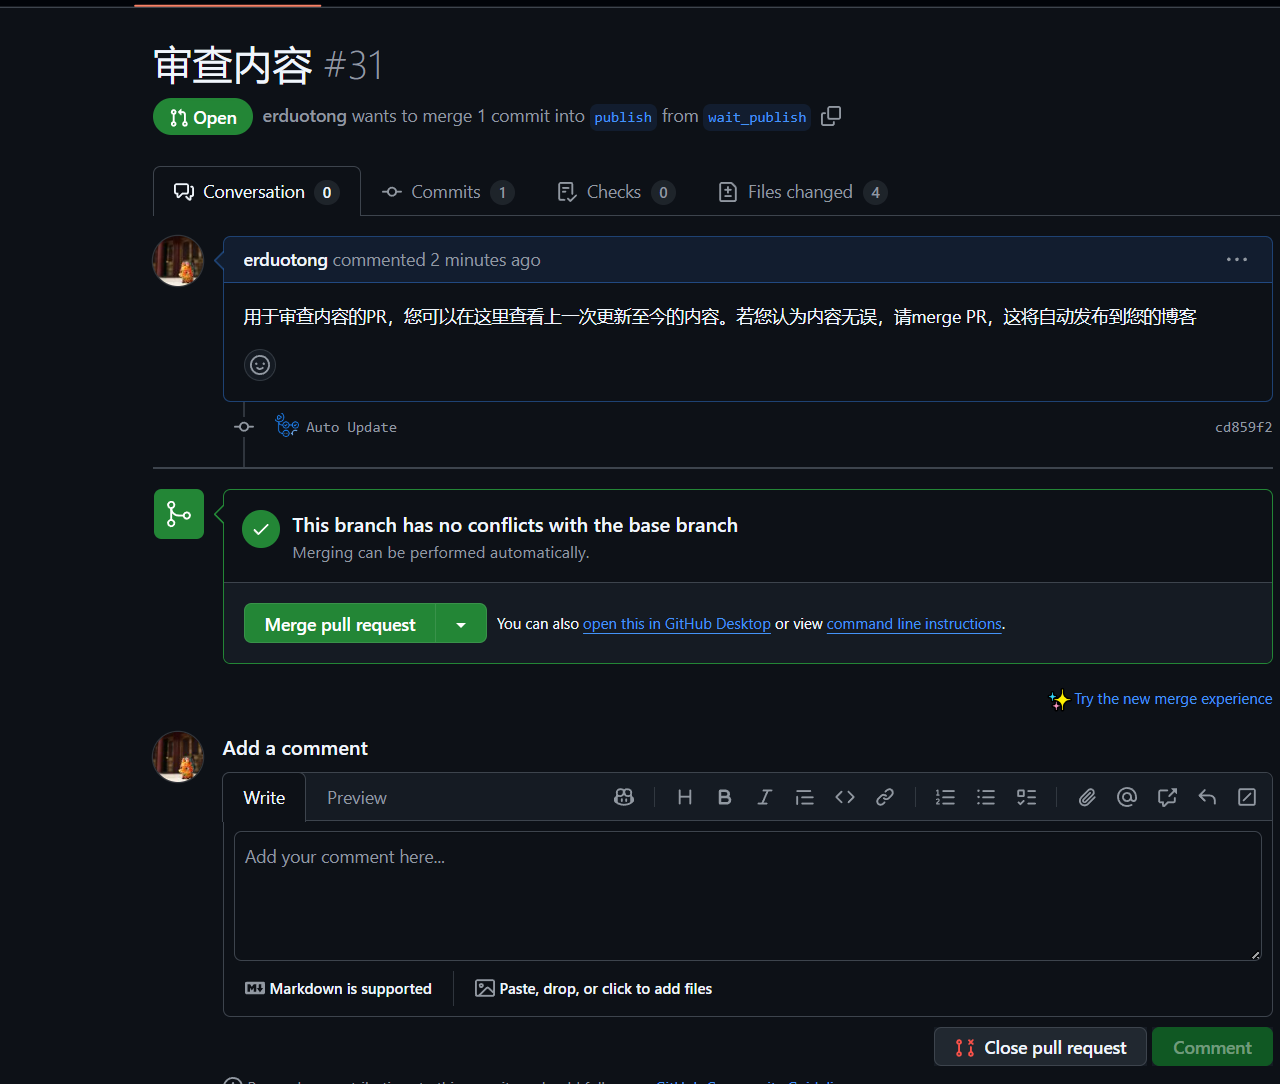 审查内容 #31
Open erduotong wants to merge 1 commit into publish from wait_publish
Conversation 0 Commits 1 Checks 0 Files changed 4
erduotong commented 2 minutes ago
用于审查内容的PR，您可以在这里查看上一次更新至今的内容。若您认为内容无误，请merge PR，这将自动发布到您的博客
Auto Update cd859f2
This branch has no conflicts with the base branch
Merging can be performed automatically.
Merge pull request You can also open this in GitHub Desktop or view command line instructions.
Try the new merge experience
Add a comment
Write Preview
Add your comment here...
Markdown is supported Paste, drop, or click to add files
Close pull request Comment